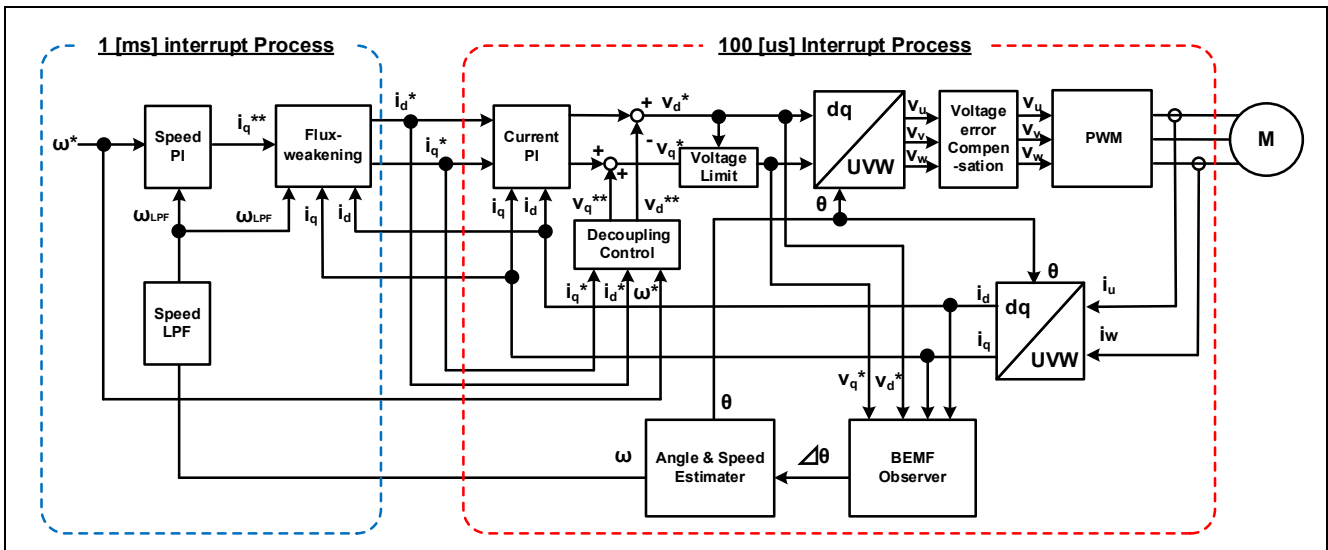 1 [ms] interrupt Process
100 [us] Interrupt Process
ω*
Speed
PI
iq**
Flux-
weakening
id*
iq*
Current
PI
+
vd*
-
+
vq*
+
Voltage
Limit
dq
UVW
vu
vv
vw
Voltage
error
Compen
-sation
vu
vv
vw
PWM
M
ωLPF
ωLPF
iq
id
iq
id
vq**
vd**
Decoupling
Control
θ
Speed
LPF
iq*
id*
ω*
θ
id
iq
dq
UVW
iu
iw
vq*
vd*
θ
ω
Angle & Speed
Estimater
⊿θ
BEMF
Observer